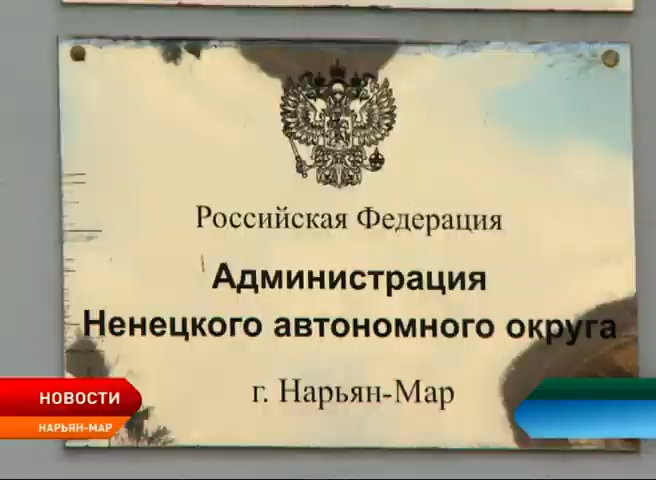 Российская Федерация
Администрация
Ненецкого автономного округа
г. Нарьян-Мар
НОВОСТИ
НАРЬЯН-МАР